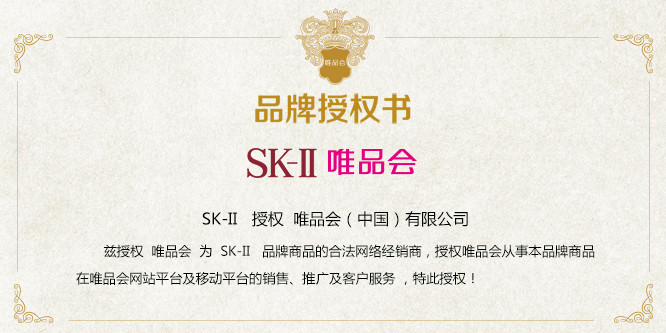 唯品会
品牌授权书
SK-II 唯品会
SK-II 授权 唯品会（中国）有限公司
兹授权 唯品会 为 SK-II 品牌商品的合法网络经销商，授权唯品会从事本品牌商品
在唯品会网站平台及移动平台的销售、推广及客户服务 ，特此授权！